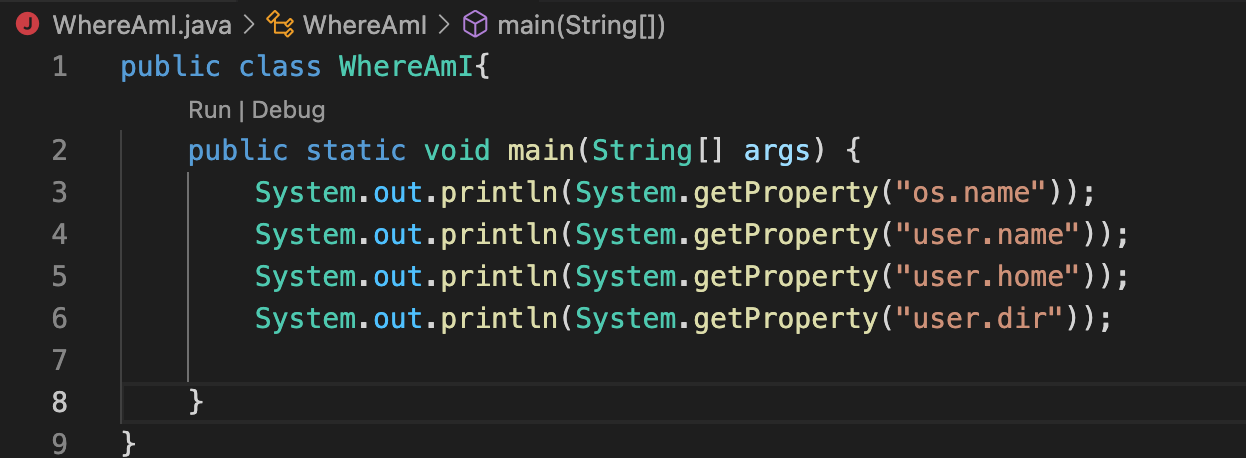 J WhereAmI.java > WhereAmI > main(String[])
1 public class WhereAmI{
Run | Debug
2 public static void main(String[] args) {
3 System.out.println(System.getProperty("os.name"));
4 System.out.println(System.getProperty("user.name"));
5 System.out.println(System.getProperty("user.home"));
6 System.out.println(System.getProperty("user.dir"));
7
8 }
9 }